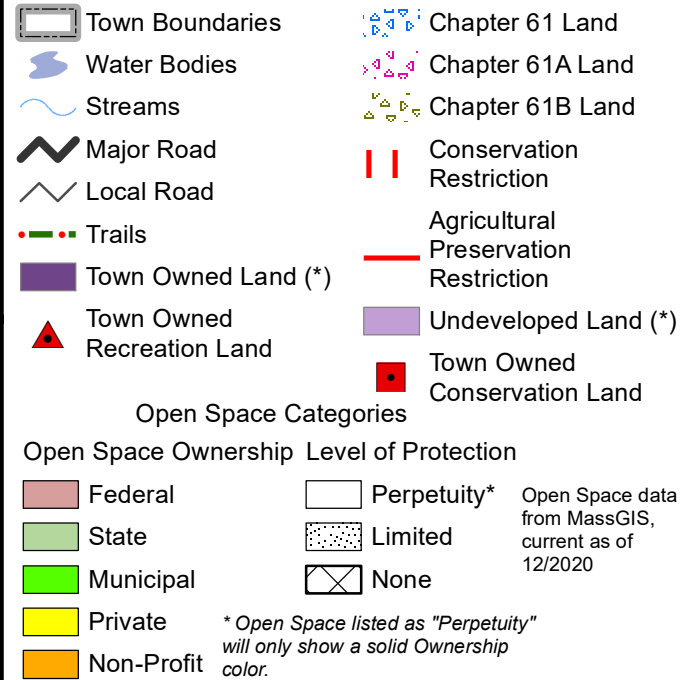 Town Boundaries
Water Bodies
Streams
Major Road
Local Road
Trails
Town Owned Land (*)
Town Owned
Recreation Land
Chapter 61 Land
Chapter 61A Land
Chapter 61B Land
Conservation
Restriction
Agricultural
Preservation
Restriction
Undeveloped Land (*)
Town Owned
Conservation Land
Open Space Categories
Open Space Ownership
Federal
State
Municipal
Private
Non-Profit
Level of Protection
Perpetuity*
Limited
None
Open Space data
from MassGIS,
current as of
12/2020
* Open Space listed as "Perpetuity"
will only show a solid Ownership
color.